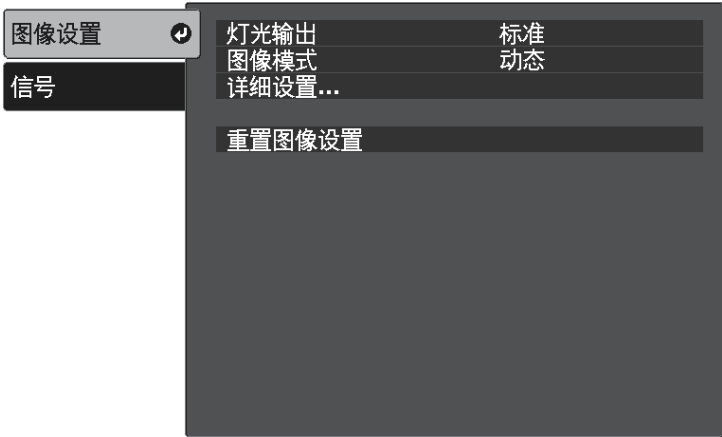 图像设置
信号
灯光输出 标准
图像模式 动态
详细设置...
重置图像设置